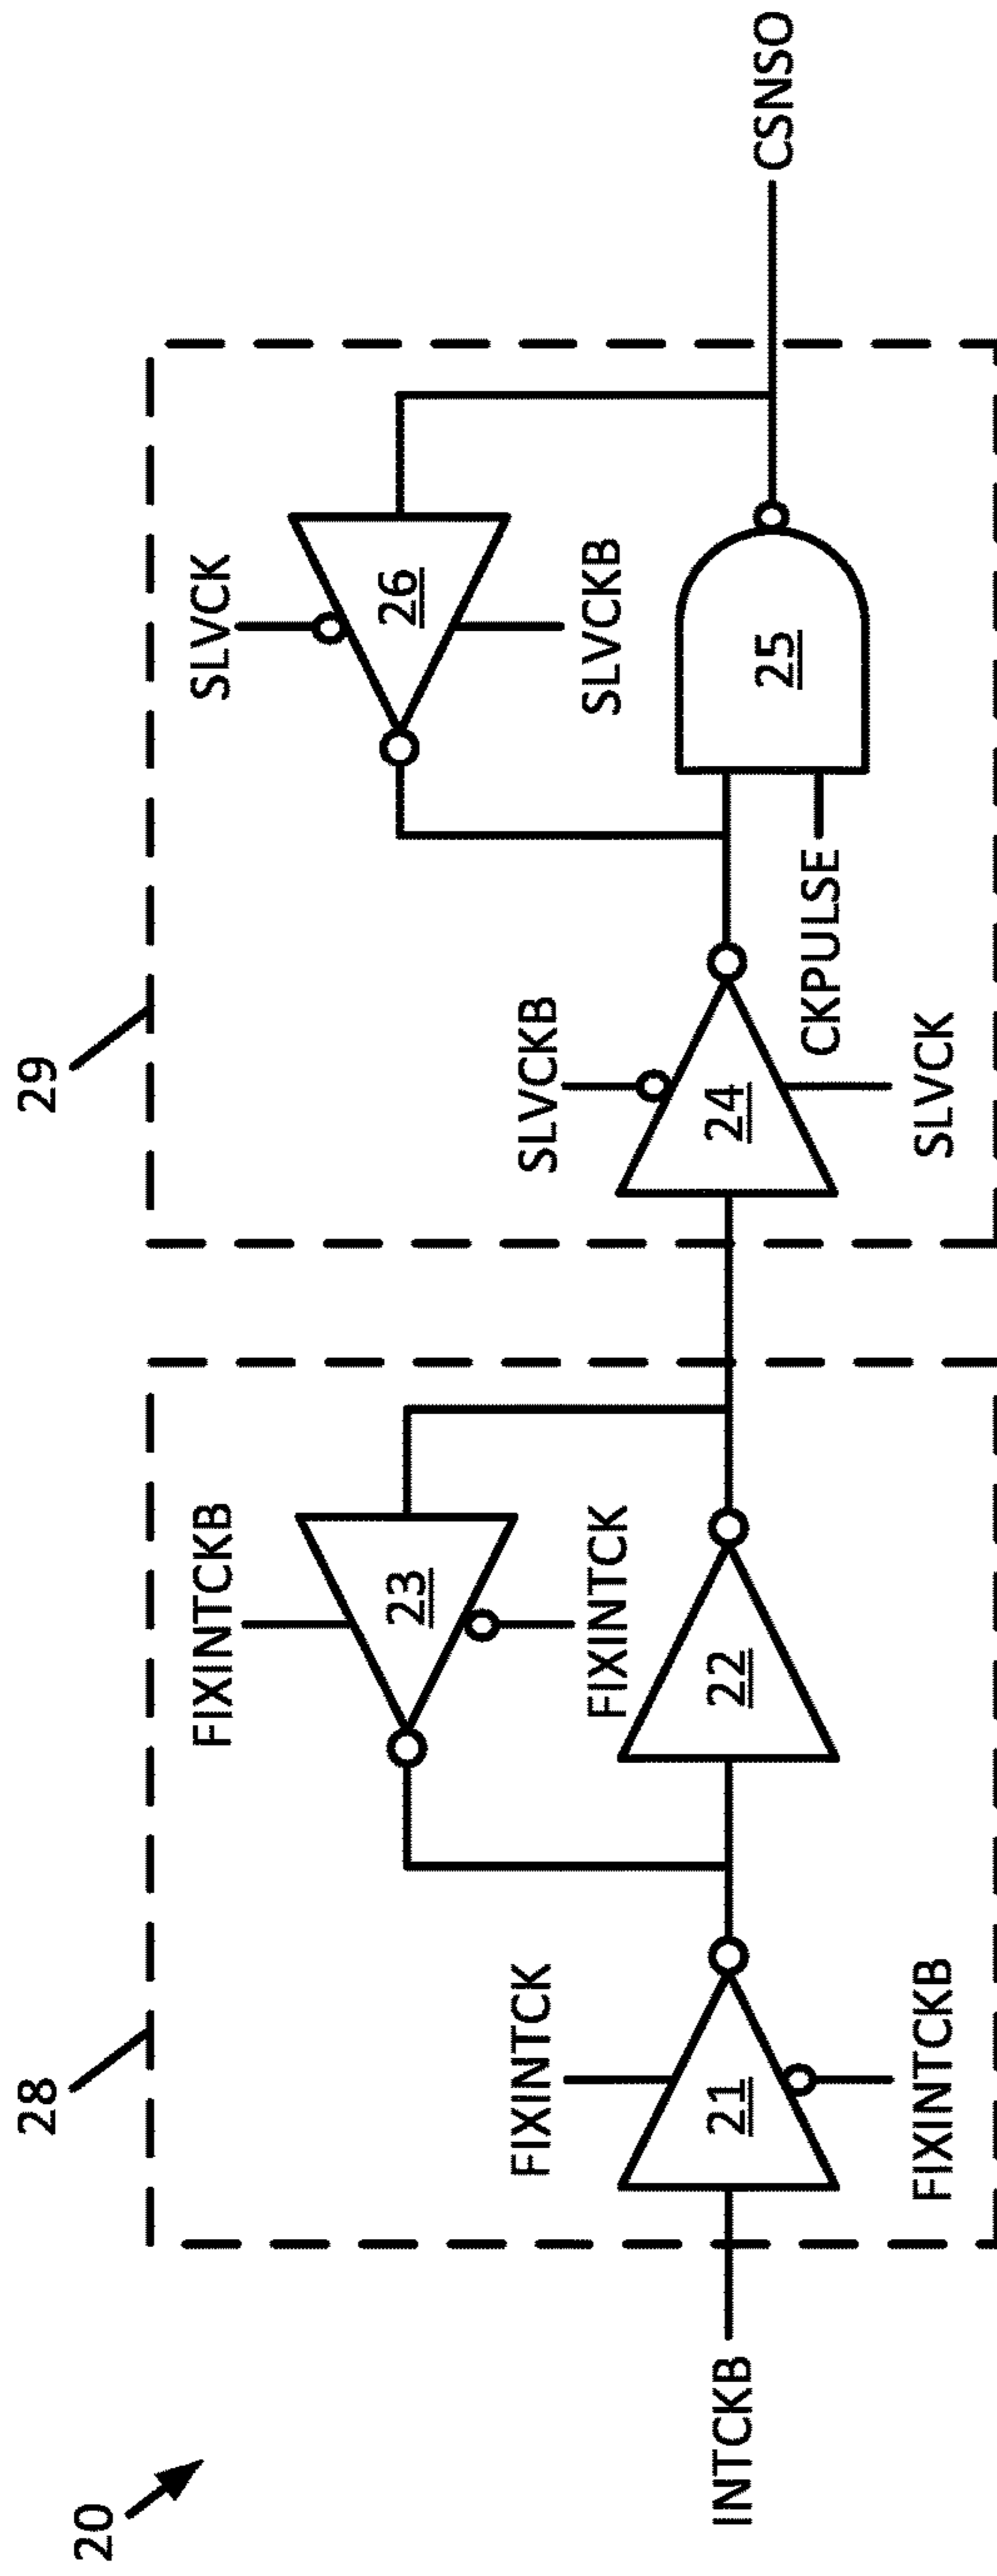 20
28
29
FIXINTCKB
SLVCK
23
26
FIXINTCK
SLVCKB
FIXINTCK
SLVCKB
INTCKB
21
22
24
25
CSNSO
CKPULSE
FIXINTCKB
SLVCK